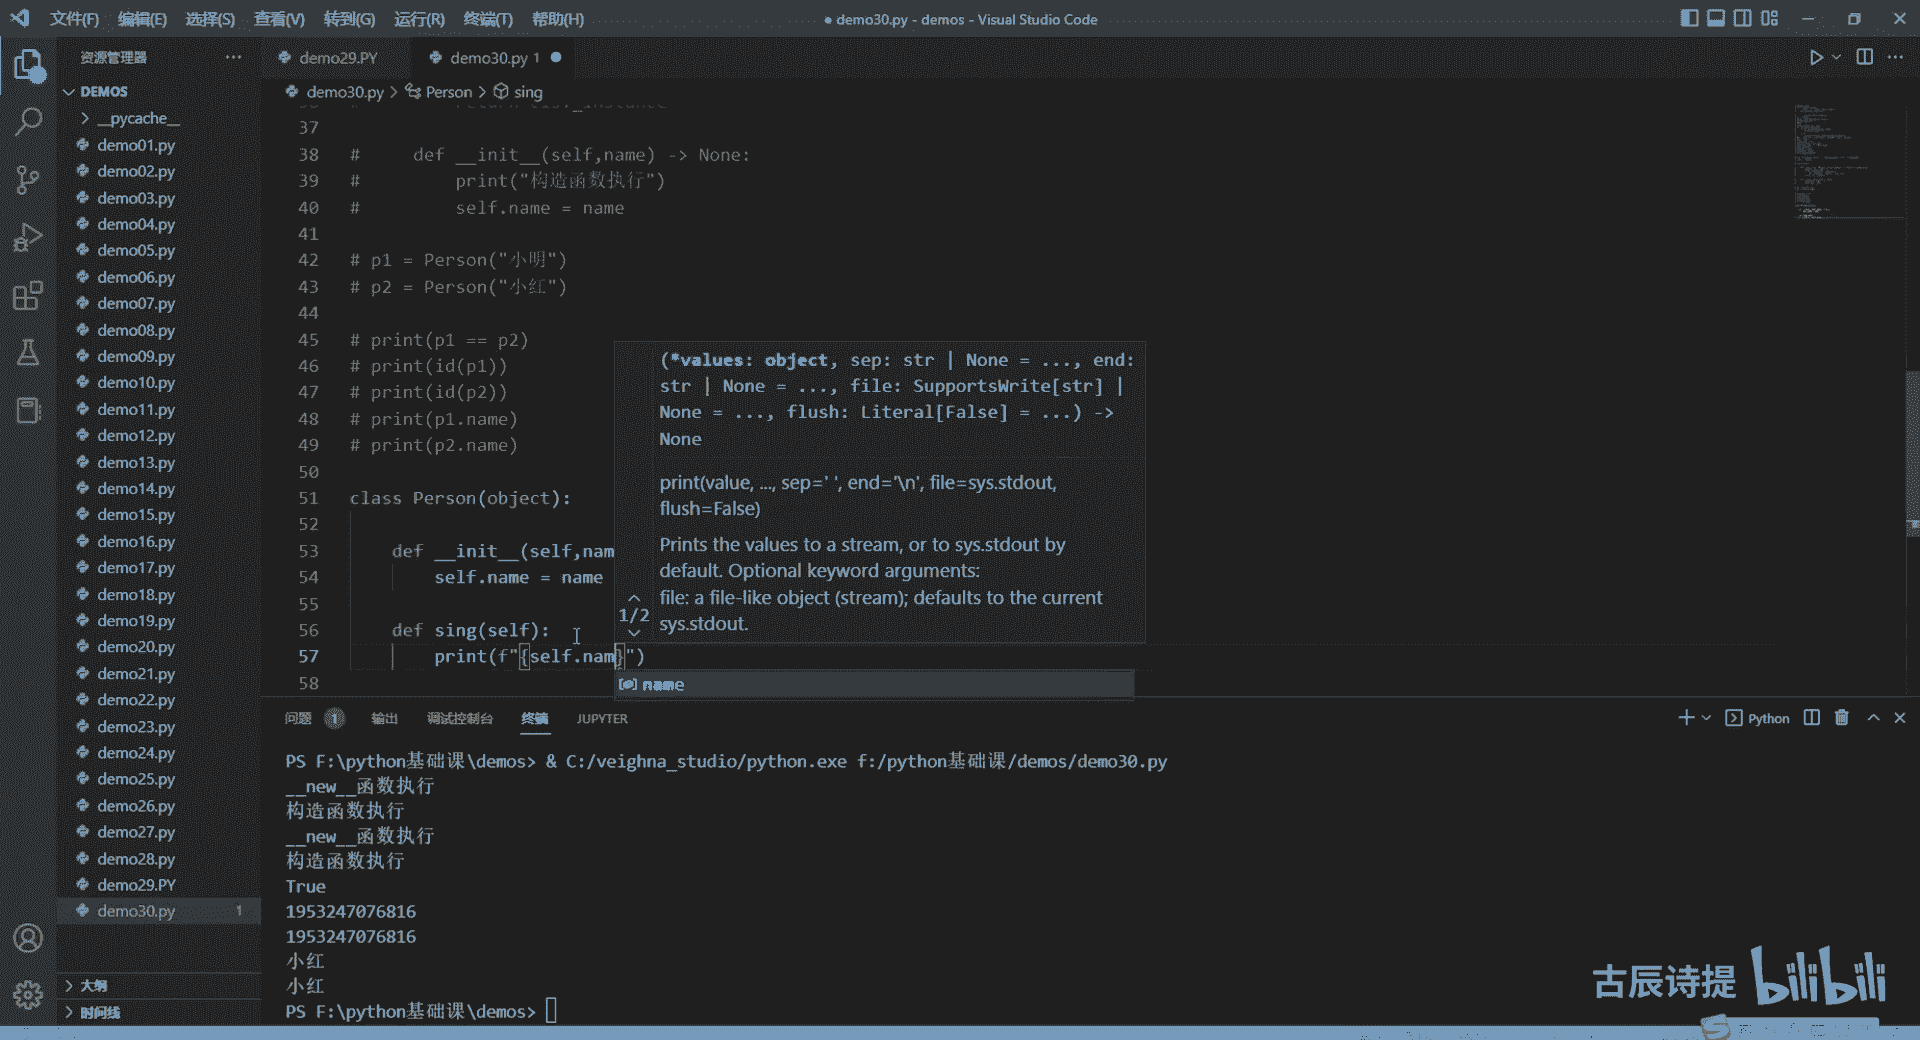 文件(F) 编辑(E) 选择(S) 查看(V) 转到(G) 运行(R) 终端(T) 帮助(H)
● demo30.py - demos - Visual Studio Code
资源管理器 ···
demo29.PY
demo30.py 1 ●
DEMOS
demo30.py > Person > sing
__pycache__
demo01.py
demo02.py
demo03.py
demo04.py
demo05.py
demo06.py
demo07.py
demo08.py
demo09.py
demo10.py
demo11.py
demo12.py
demo13.py
demo14.py
demo15.py
demo16.py
demo17.py
demo18.py
demo19.py
demo20.py
demo21.py
demo22.py
demo23.py
demo24.py
demo25.py
demo26.py
demo27.py
demo28.py
demo29.PY
demo30.py 1
大纲
时间线
37
38 # def __init__(self,name) -> None:
39 # print("构造函数执行")
40 # self.name = name
41
42 # p1 = Person("小明")
43 # p2 = Person("小红")
44
45 # print(p1 == p2)
46 # print(id(p1))
47 # print(id(p2))
48 # print(p1.name)
49 # print(p2.name)
50
51 class Person(object):
52
53 def __init__(self,nam
54 self.name = name
55
56 def sing(self):
57 print(f"{self.nam}")
58
(*values: object, sep: str | None = ..., end:
str | None = ..., file: SupportsWrite[str] |
None = ..., flush: Literal[False] = ...) ->
None
print(value, ..., sep=' ', end='\n', file=sys.stdout,
flush=False)
Prints the values to a stream, or to sys.stdout by
default. Optional keyword arguments:
file: a file-like object (stream); defaults to the current
sys.stdout.
1/2
name
问题 1 输出 调试控制台 终端 JUPYTER
Python
PS F:\python基础课\demos> & C:/veighna_studio/python.exe f:/python基础课/demos/demo30.py
__new__函数执行
构造函数执行
__new__函数执行
构造函数执行
True
1953247076816
1953247076816
小红
小红
PS F:\python基础课\demos>
古辰诗提 bilibili